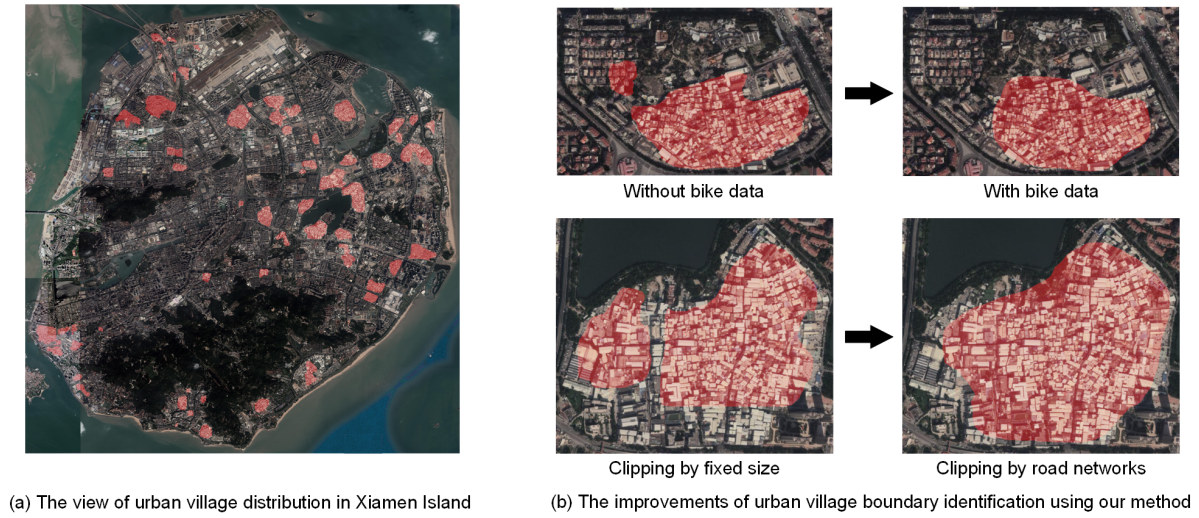 Without bike data
With bike data
Clipping by fixed size
Clipping by road networks
(a) The view of urban village distribution in Xiamen Island
(b) The improvements of urban village boundary identification using our method